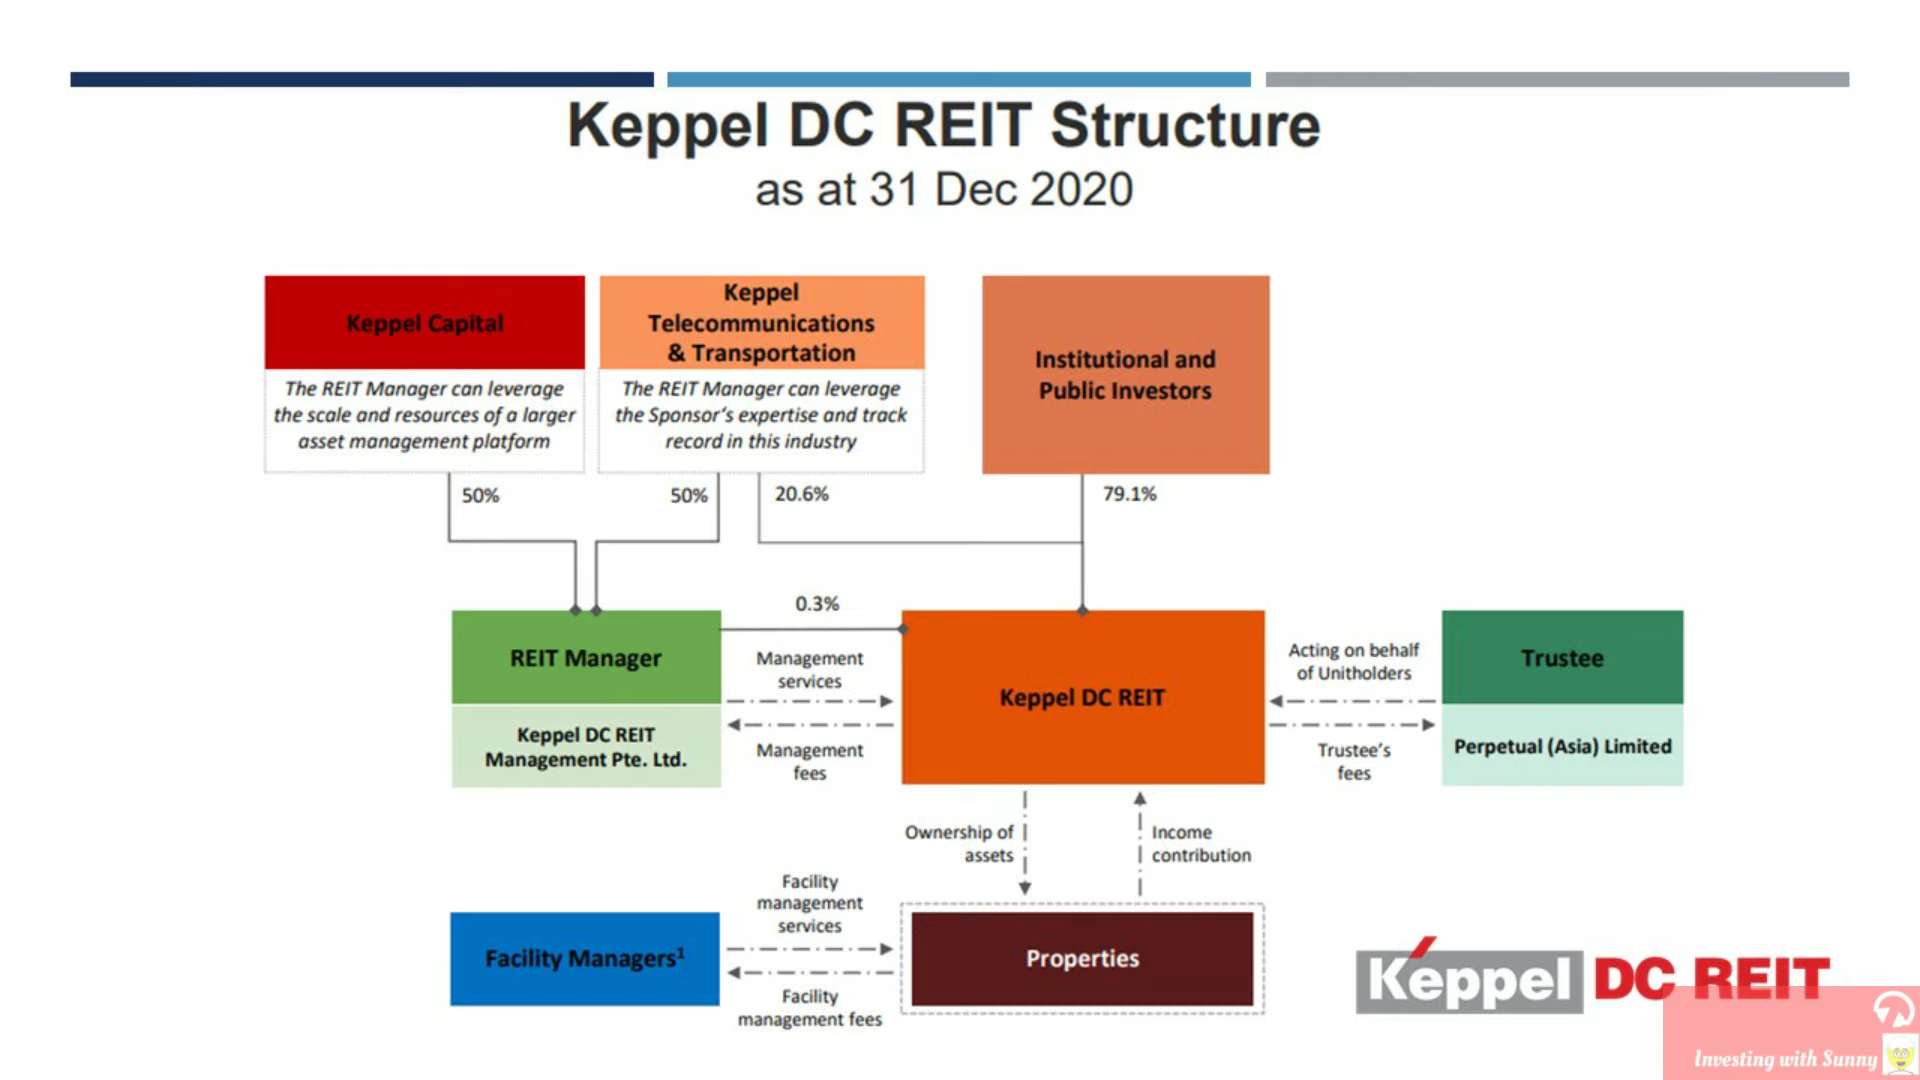 Keppel DC REIT Structure
as at 31 Dec 2020
Keppel Capital
The REIT Manager can leverage
the scale and resources of a larger
asset management platform
Keppel
Telecommunications
& Transportation
The REIT Manager can leverage
the Sponsor's expertise and track
record in this industry
Institutional and
Public Investors
50%
50%
20.6%
79.1%
0.3%
REIT Manager
Keppel DC REIT
Management Pte. Ltd.
Management
services
Management
fees
Keppel DC REIT
Acting on behalf
of Unitholders
Trustee's
fees
Trustee
Perpetual (Asia) Limited
Ownership of
assets
Income
contribution
Facility Managers¹
Facility
management
services
Facility
management fees
Properties
Keppel DC REIT
Investing with Sunny